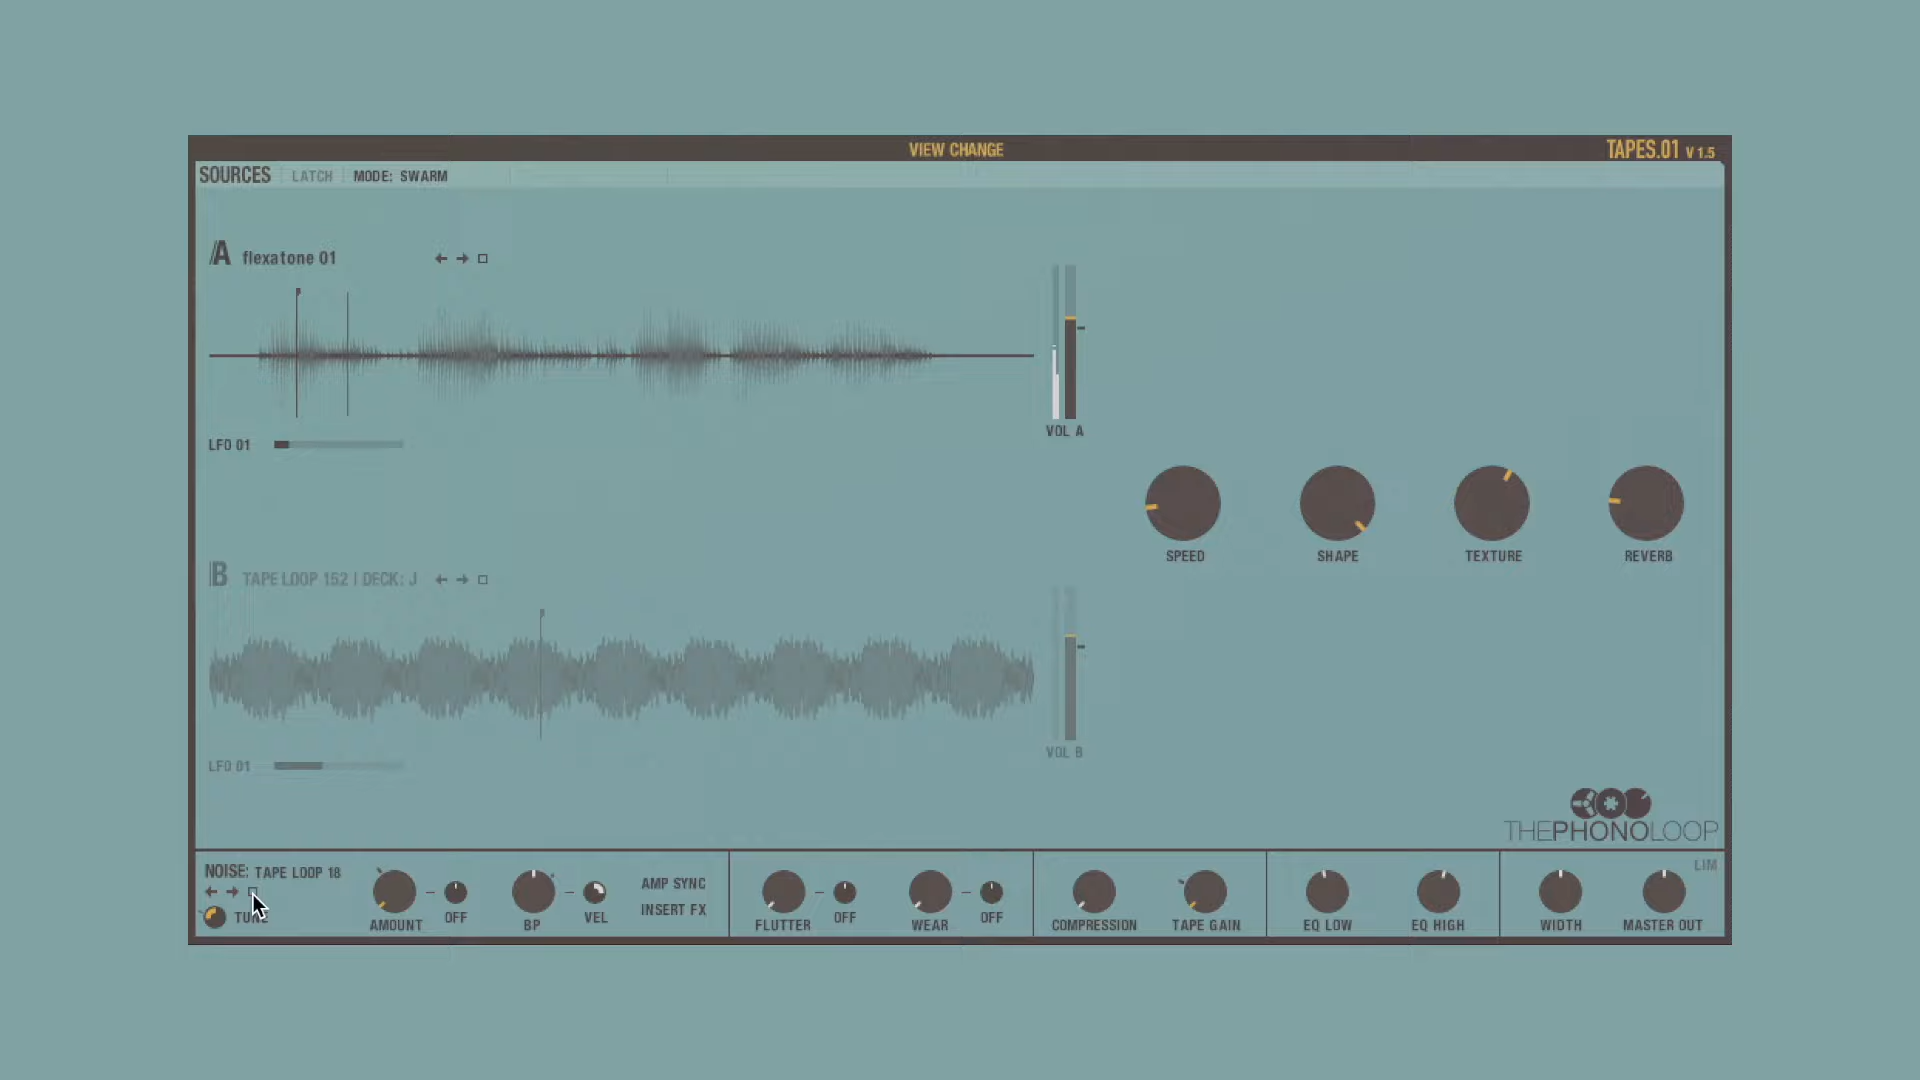 VIEW CHANGE
TAPES.01 V 1.5
SOURCES LATCH MODE: SWARM
A flexatone 01
LFO 01
VOL A
SPEED SHAPE TEXTURE REVERB
B TAPE LOOP 152 | DECK: J
LFO 01
VOL B
THEPHONOLOOP
NOISE: TAPE LOOP 18
TUNE
AMOUNT OFF BP VEL
AMP SYNC
INSERT FX
FLUTTER OFF WEAR OFF
COMPRESSION TAPE GAIN
EQ LOW EQ HIGH
LIM
WIDTH MASTER OUT